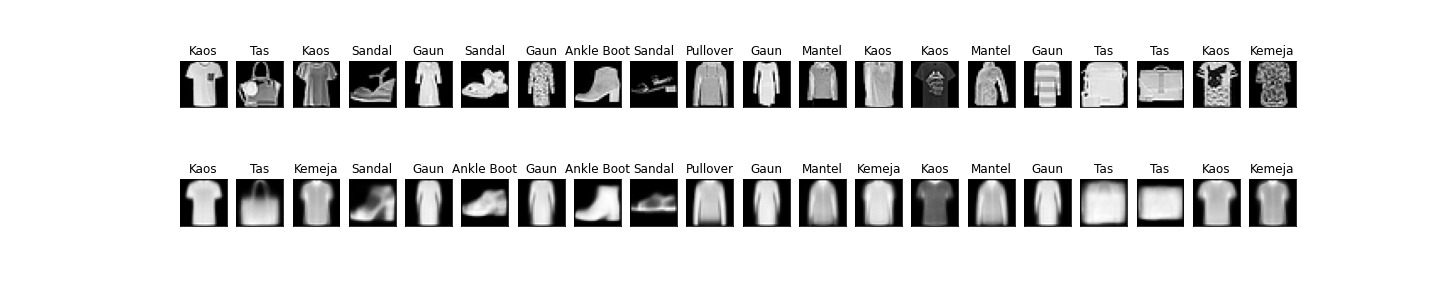 Kaos Tas Kaos Sandal Gaun Sandal Gaun Ankle Boot Sandal Pullover Gaun Mantel Kaos Kaos Mantel Gaun Tas Tas Kaos Kemeja
Kaos Tas Kemeja Sandal Gaun Ankle Boot Gaun Ankle Boot Sandal Pullover Gaun Mantel Kemeja Kaos Mantel Gaun Tas Tas Kaos Kemeja